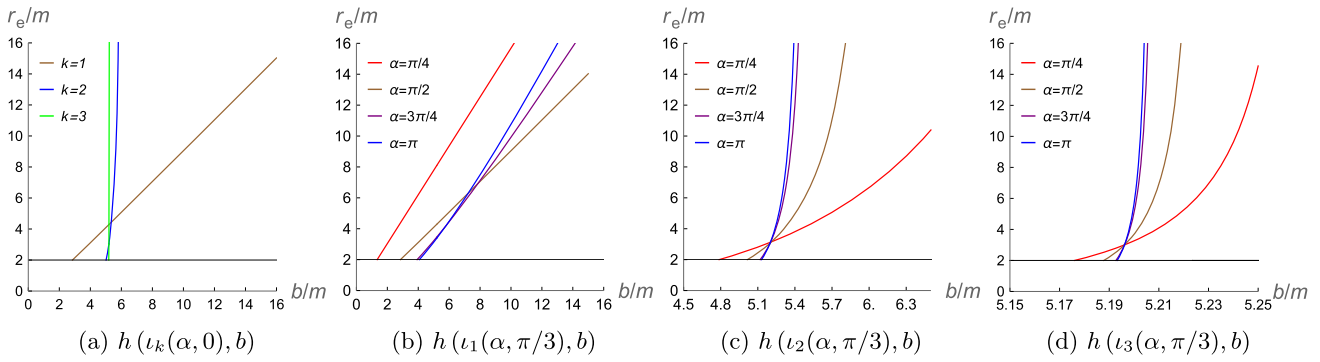 r_e/m
16
14
12
10
8
6
4
2
0
k=1
k=2
k=3
0 2 4 6 8 10 12 14 16
b/m
(a) h (ι_k(α, 0), b)
r_e/m
16
14
12
10
8
6
4
2
0
α=π/4
α=π/2
α=3π/4
α=π
0 2 4 6 8 10 12 14 16
b/m
(b) h (ι_1(α, π/3), b)
r_e/m
16
14
12
10
8
6
4
2
0
α=π/4
α=π/2
α=3π/4
α=π
4.5 4.8 5.1 5.4 5.7 6. 6.3
b/m
(c) h (ι_2(α, π/3), b)
r_e/m
16
14
12
10
8
6
4
2
0
α=π/4
α=π/2
α=3π/4
α=π
5.15 5.17 5.19 5.21 5.23 5.25
b/m
(d) h (ι_3(α, π/3), b)